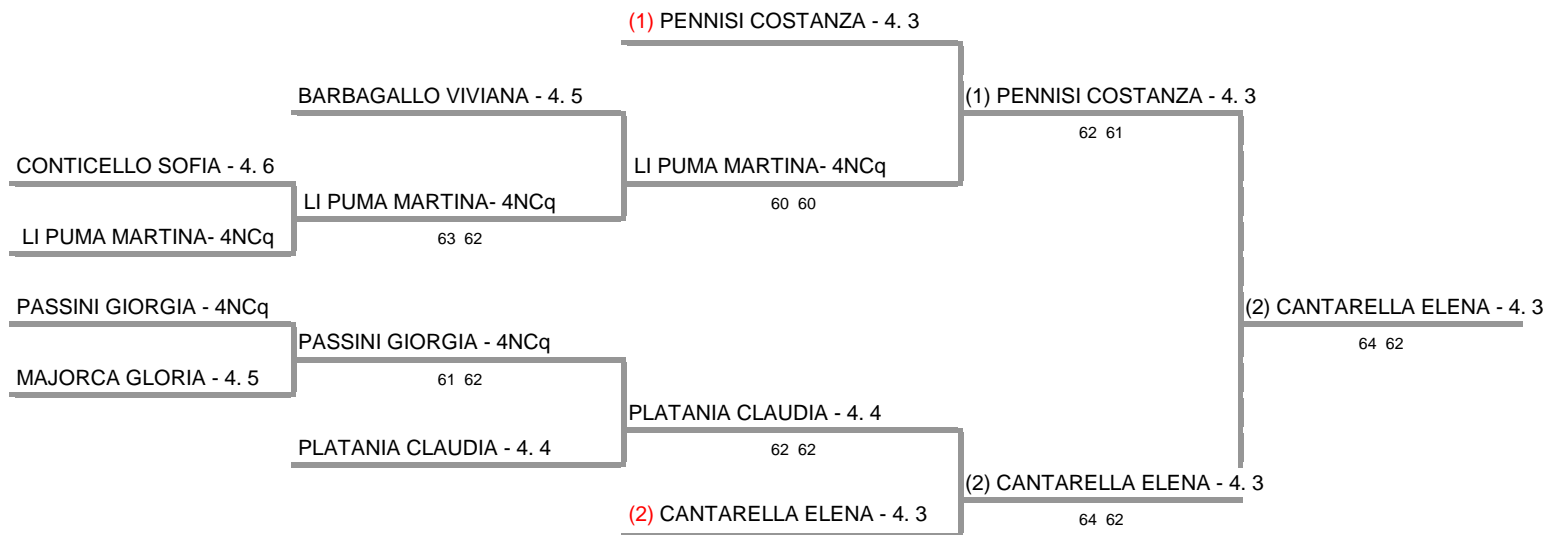 (1) PENNISI COSTANZA - 4. 3
BARBAGALLO VIVIANA - 4. 5
(1) PENNISI COSTANZA - 4. 3
62 61
CONTICELLO SOFIA - 4. 6
LI PUMA MARTINA- 4NCq
LI PUMA MARTINA- 4NCq
60 60
LI PUMA MARTINA- 4NCq
63 62
PASSINI GIORGIA - 4NCq
(2) CANTARELLA ELENA - 4. 3
64 62
PASSINI GIORGIA - 4NCq
61 62
MAJORCA GLORIA - 4. 5
PLATANIA CLAUDIA - 4. 4
62 62
PLATANIA CLAUDIA - 4. 4
(2) CANTARELLA ELENA - 4. 3
64 62
(2) CANTARELLA ELENA - 4. 3